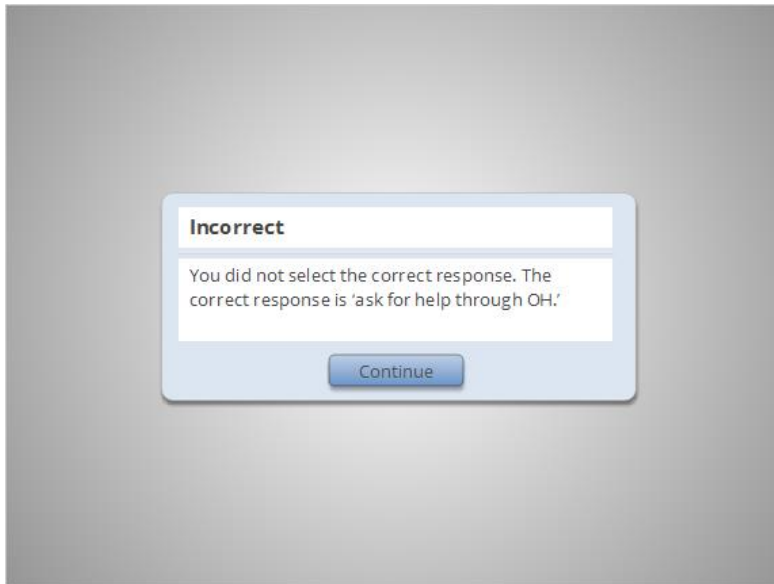 Incorrect
You did not select the correct response. The
correct response is ‘ask for help through OH.’
Continue